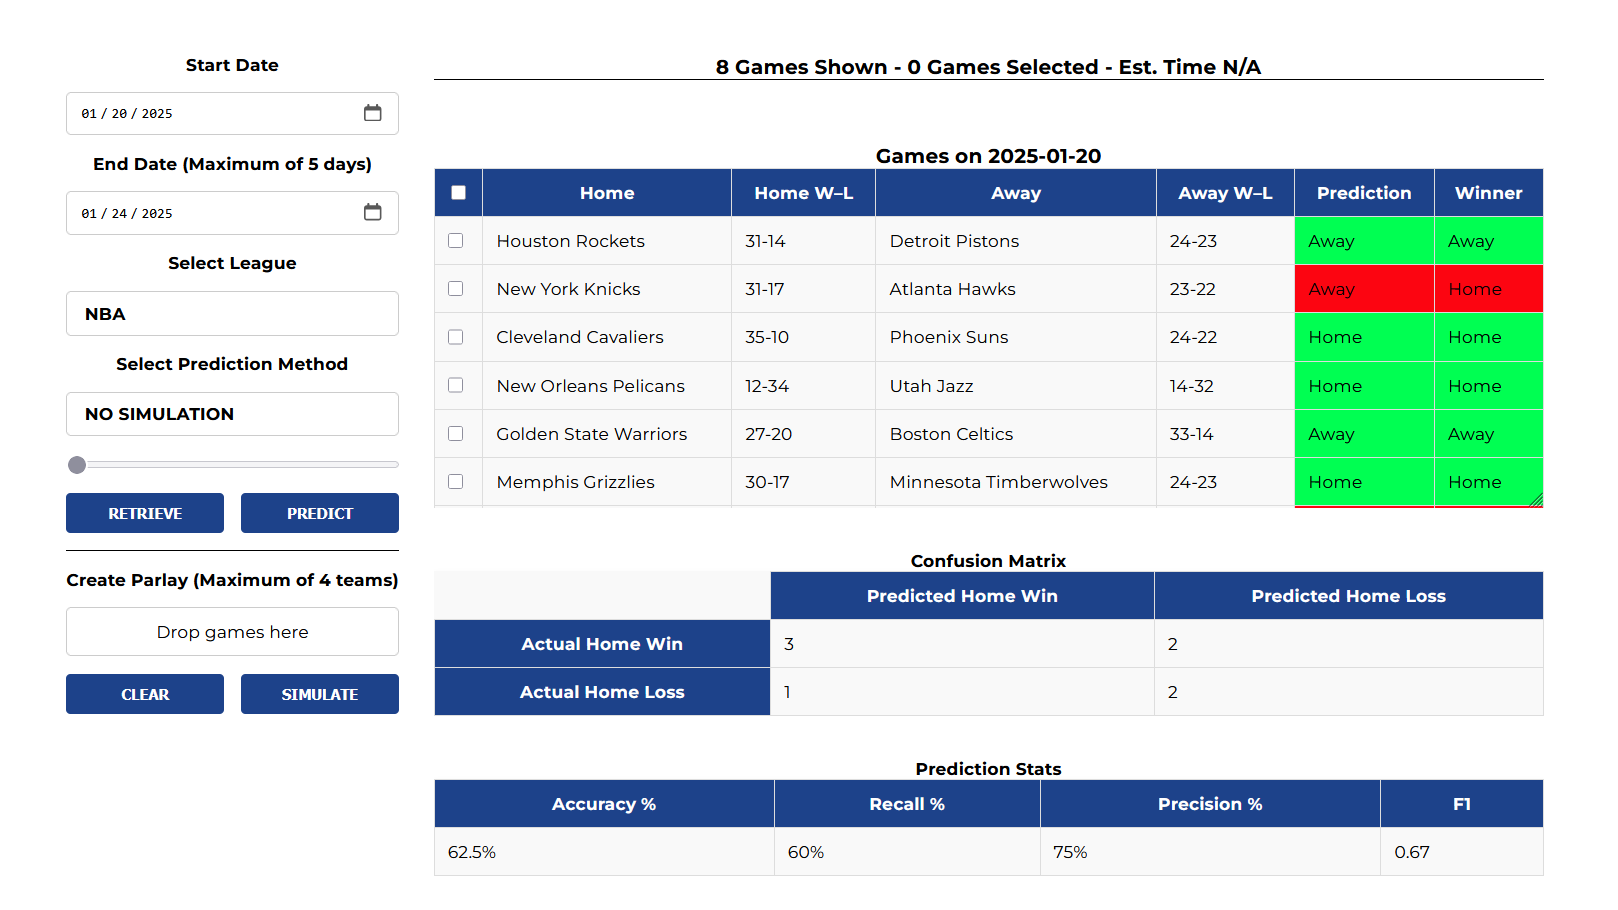 Start Date
01 / 20 / 2025
End Date (Maximum of 5 days)
01 / 24 / 2025
Select League
NBA
Select Prediction Method
NO SIMULATION
RETRIEVE PREDICT
Create Parlay (Maximum of 4 teams)
Drop games here
CLEAR SIMULATE
8 Games Shown - 0 Games Selected - Est. Time N/A
Games on 2025-01-20
Home Home W–L Away Away W–L Prediction Winner
Houston Rockets 31-14 Detroit Pistons 24-23 Away Away
New York Knicks 31-17 Atlanta Hawks 23-22 Away Home
Cleveland Cavaliers 35-10 Phoenix Suns 24-22 Home Home
New Orleans Pelicans 12-34 Utah Jazz 14-32 Home Home
Golden State Warriors 27-20 Boston Celtics 33-14 Away Away
Memphis Grizzlies 30-17 Minnesota Timberwolves 24-23 Home Home
Confusion Matrix
Predicted Home Win Predicted Home Loss
Actual Home Win 3 2
Actual Home Loss 1 2
Prediction Stats
Accuracy % Recall % Precision % F1
62.5% 60% 75% 0.67